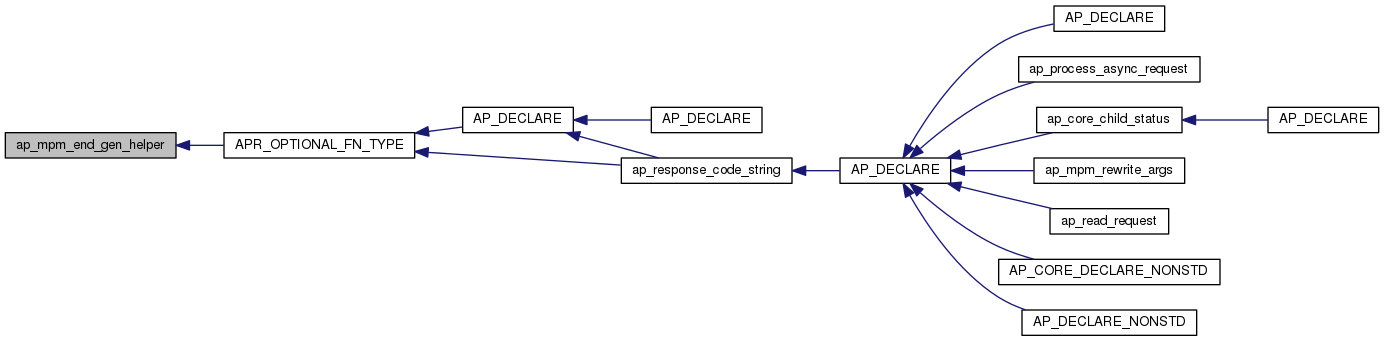 ap_mpm_end_gen_helper
APR_OPTIONAL_FN_TYPE
AP_DECLARE
AP_DECLARE
ap_response_code_string
AP_DECLARE
AP_DECLARE
ap_process_async_request
ap_core_child_status
AP_DECLARE
ap_mpm_rewrite_args
ap_read_request
AP_CORE_DECLARE_NONSTD
AP_DECLARE_NONSTD